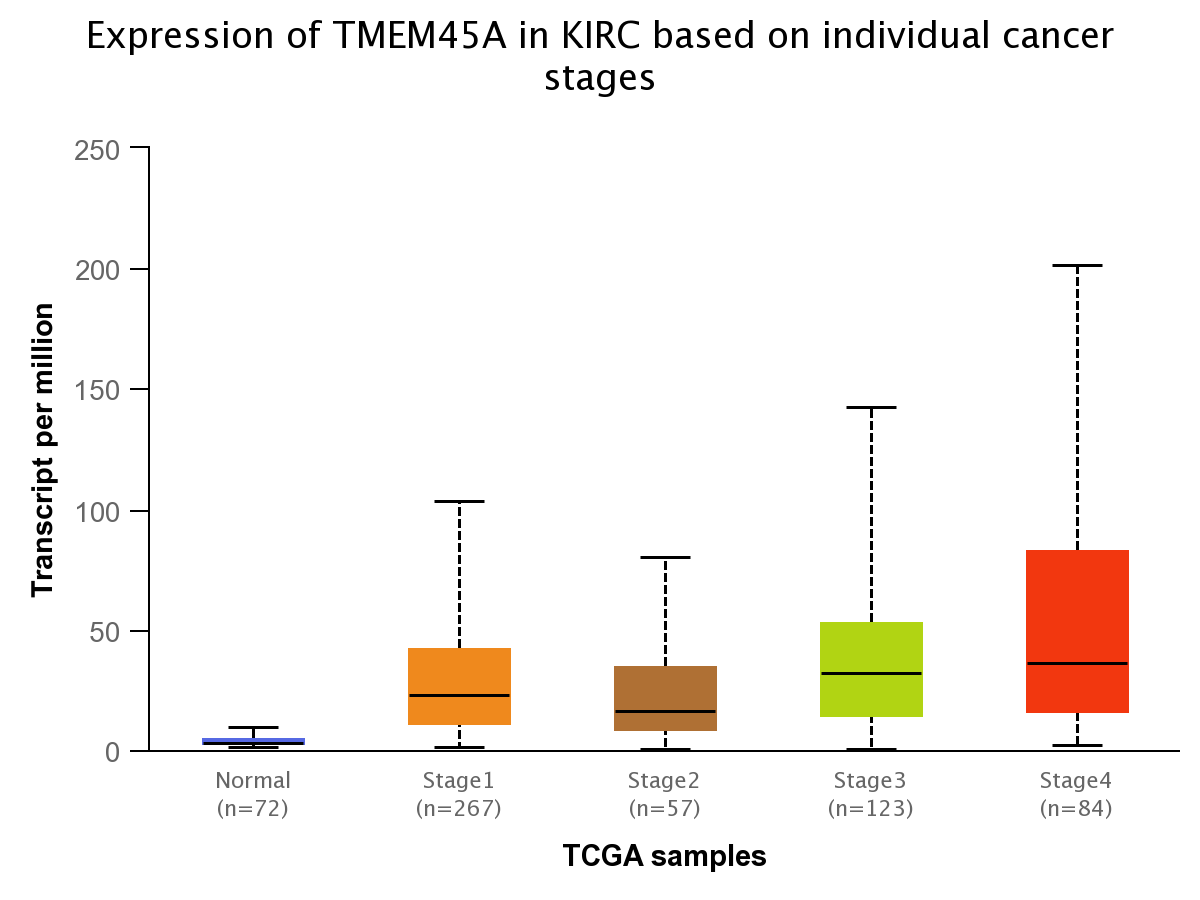 Expression of TMEM45A in KIRC based on individual cancer
stages
Transcript per million
250
200
150
100
50
0
Normal
(n=72)
Stage1
(n=267)
Stage2
(n=57)
Stage3
(n=123)
Stage4
(n=84)
TCGA samples